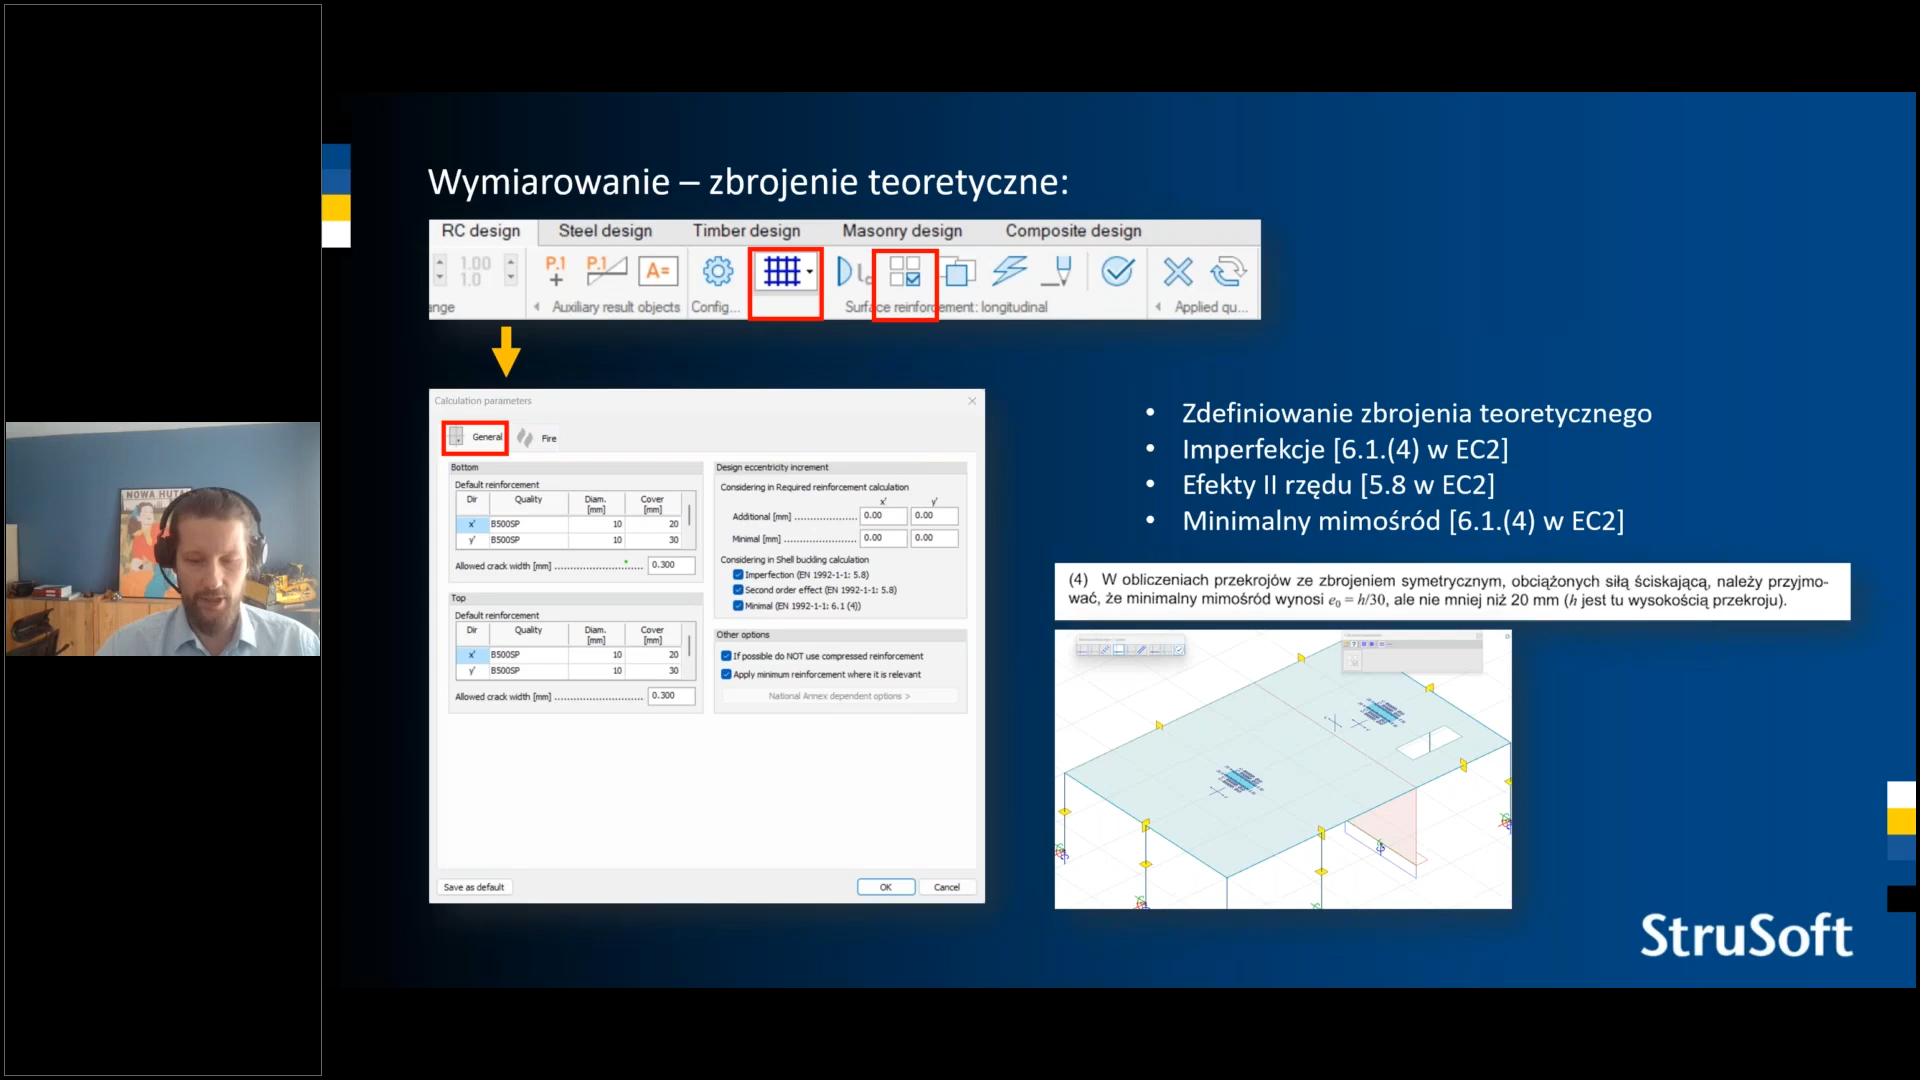 Wymiarowanie – zbrojenie teoretyczne:
RC design Steel design Timber design Masonry design Composite design
1.00
1.0
P.1 P.1 A=
nge Auxiliary result objects Config... Surface reinforcement: longitudinal Applied qu...
Calculation parameters
General Fire
Bottom
Default reinforcement
Dir Quality Diam. [mm] Cover [mm]
x' B500SP 10 20
y' B500SP 10 30
Allowed crack width [mm] 0.300
Top
Default reinforcement
Dir Quality Diam. [mm] Cover [mm]
x' B500SP 10 20
y' B500SP 10 30
Allowed crack width [mm] 0.300
Design eccentricity increment
Considering in Required reinforcement calculation
x' y'
Additional [mm] 0.00 0.00
Minimal [mm] 0.00 0.00
Considering in Shell buckling calculation
Imperfection (EN 1992-1-1: 5.8)
Second order effect (EN 1992-1-1: 5.8)
Minimal (EN 1992-1-1: 6.1 (4))
Other options
If possible do NOT use compressed reinforcement
Apply minimum reinforcement where it is relevant
National Annex dependent options >
Save as default OK Cancel
• Zdefiniowanie zbrojenia teoretycznego
• Imperfekcje [6.1.(4) w EC2]
• Efekty II rzędu [5.8 w EC2]
• Minimalny mimośród [6.1.(4) w EC2]
(4) W obliczeniach przekrojów ze zbrojeniem symetrycznym, obciążonych siłą ściskającą, należy przyjmo-
wać, że minimalny mimośród wynosi e₀ = h/30, ale nie mniej niż 20 mm (h jest tu wysokością przekroju).
StruSoft
NOWA HUTA